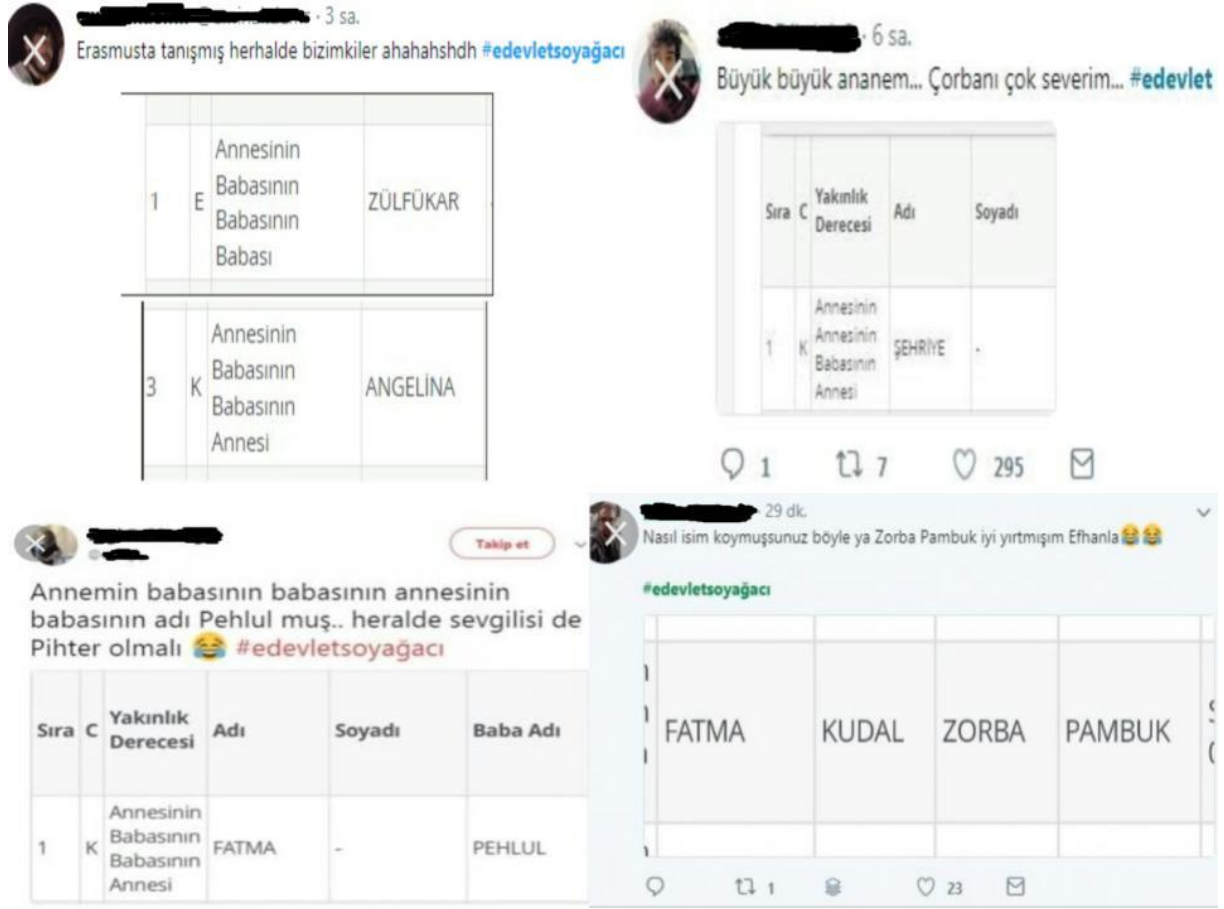 3 sa.
Erasmusta tanışmış herhalde bizimkiler ahahahshdh #edevletsoyağacı
1 E Annesinin Babasının Babasının Babası ZÜLFÜKAR
3 K Annesinin Babasının Babasının Annesi ANGELİNA
6 sa.
Büyük büyük ananem... Çorbanı çok severim... #edevlet
Sıra C Yakınlık Derecesi Adı Soyadı
1 K Annesinin Annesinin Babasının Annesi ŞEHRİYE -
1 7 295
Takip et
Annemin babasının babasının annesinin
babasının adı Pehlul muş.. heralde sevgilisi de
Pihter olmalı 😂 #edevletsoyağacı
Sıra C Yakınlık Derecesi Adı Soyadı Baba Adı
1 K Annesinin Babasının Babasının Annesi FATMA - PEHLUL
29 dk.
Nasıl isim koymuşsunuz böyle ya Zorba Pambuk iyi yırtmışım Efhanla😂😂
#edevletsoyağacı
FATMA KUDAL ZORBA PAMBUK
1 23